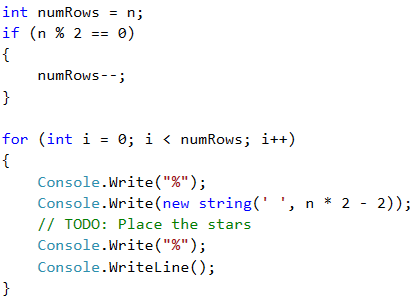 int numRows = n;
if (n % 2 == 0)
{
    numRows--;
}

for (int i = 0; i < numRows; i++)
{
    Console.Write("%");
    Console.Write(new string(' ', n * 2 - 2));
    // TODO: Place the stars
    Console.Write("%");
    Console.WriteLine();
}